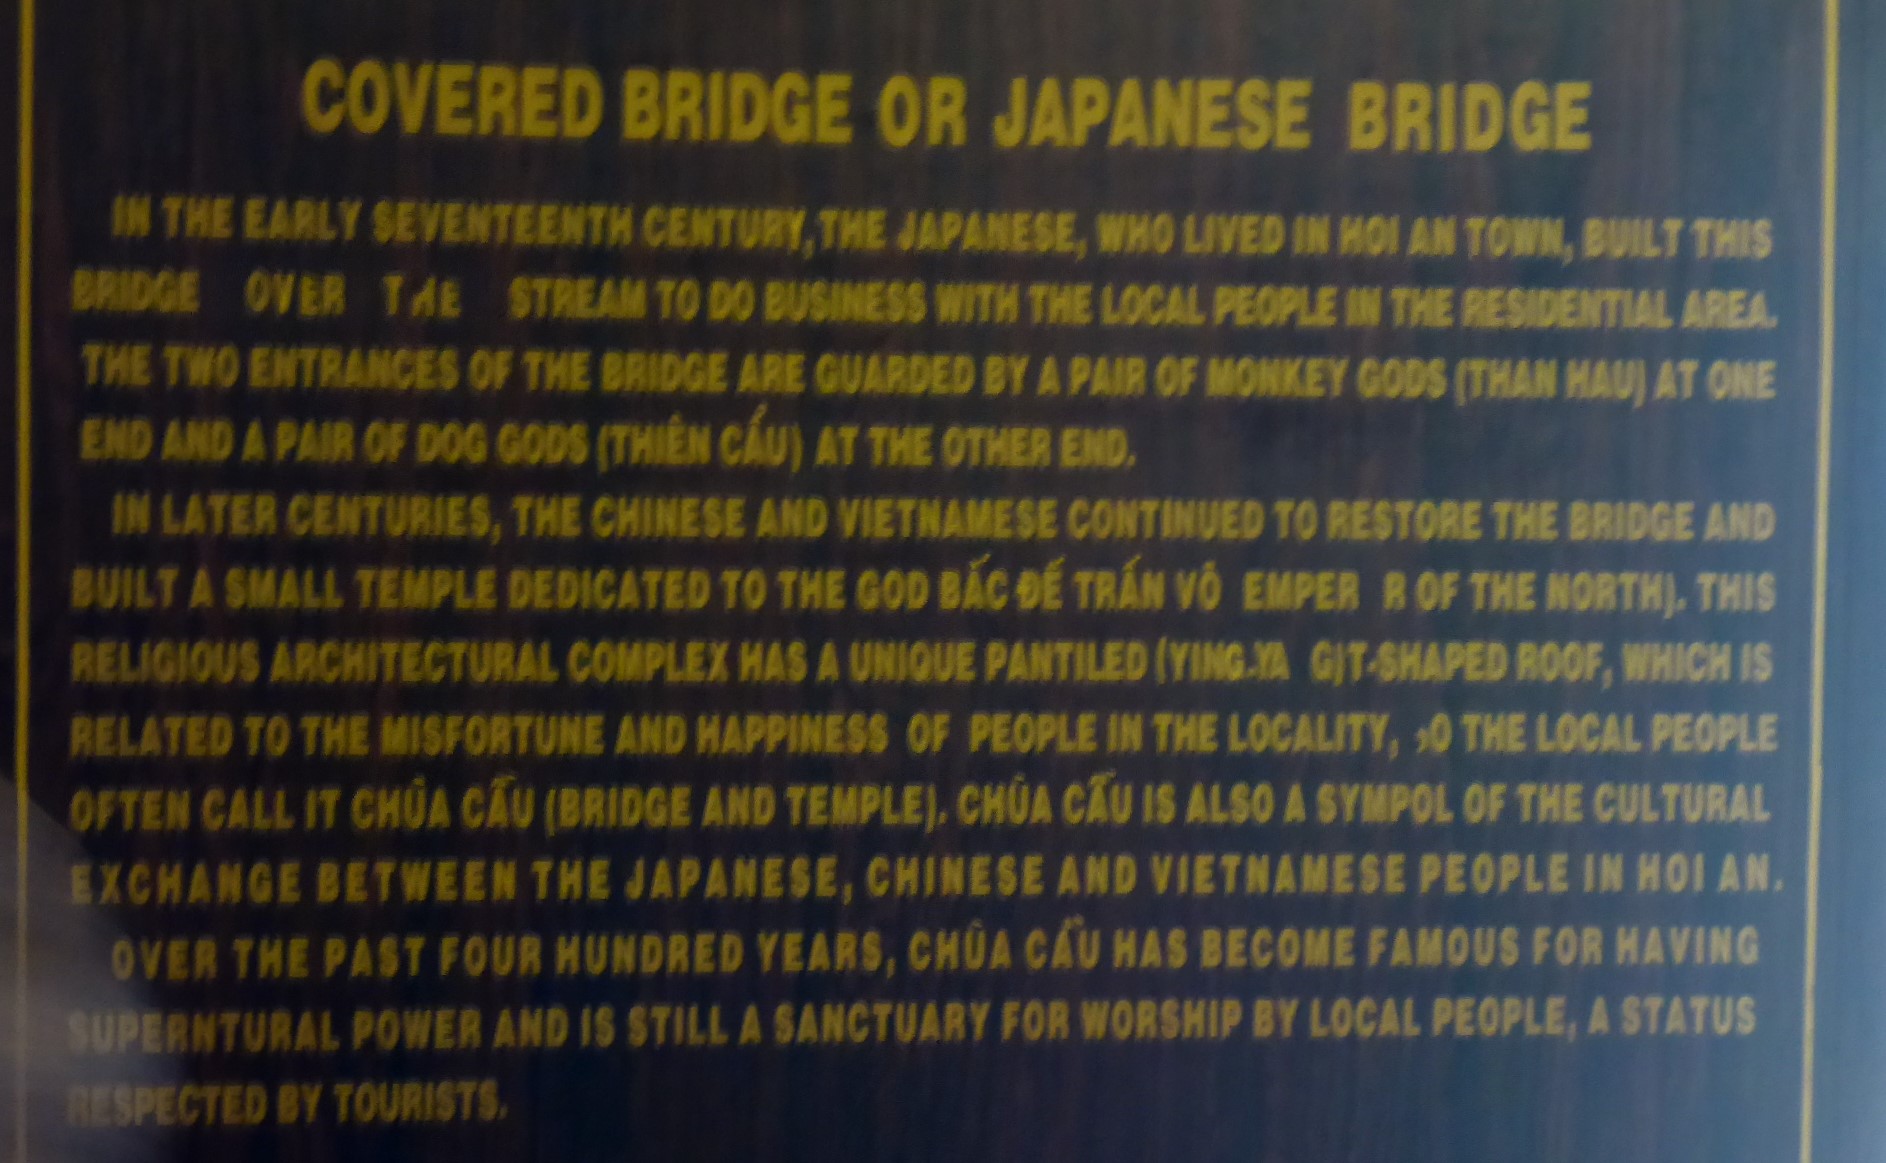 COVERED BRIDGE OR JAPANESE BRIDGE
IN THE EARLY SEVENTEENTH CENTURY, THE JAPANESE, WHO LIVED IN HOI AN TOWN, BUILT THIS
BRIDGE OVER THE STREAM TO DO BUSINESS WITH THE LOCAL PEOPLE IN THE RESIDENTIAL AREA.
THE TWO ENTRANCES OF THE BRIDGE ARE GUARDED BY A PAIR OF MONKEY GODS (THAN HAU) AT ONE
END AND A PAIR OF DOG GODS (THIÊN CẨU) AT THE OTHER END.
IN LATER CENTURIES, THE CHINESE AND VIETNAMESE CONTINUED TO RESTORE THE BRIDGE AND
BUILT A SMALL TEMPLE DEDICATED TO THE GOD BẮC ĐẾ TRẤN VÕ EMPER R OF THE NORTH). THIS
RELIGIOUS ARCHITECTURAL COMPLEX HAS A UNIQUE PANTILED (YING-YA G)T-SHAPED ROOF, WHICH IS
RELATED TO THE MISFORTUNE AND HAPPINESS OF PEOPLE IN THE LOCALITY, SO THE LOCAL PEOPLE
OFTEN CALL IT CHÙA CẦU (BRIDGE AND TEMPLE). CHÙA CẦU IS ALSO A SYMPOL OF THE CULTURAL
EXCHANGE BETWEEN THE JAPANESE, CHINESE AND VIETNAMESE PEOPLE IN HOI AN.
OVER THE PAST FOUR HUNDRED YEARS, CHÙA CẦU HAS BECOME FAMOUS FOR HAVING
SUPERNTURAL POWER AND IS STILL A SANCTUARY FOR WORSHIP BY LOCAL PEOPLE, A STATUS
RESPECTED BY TOURISTS.